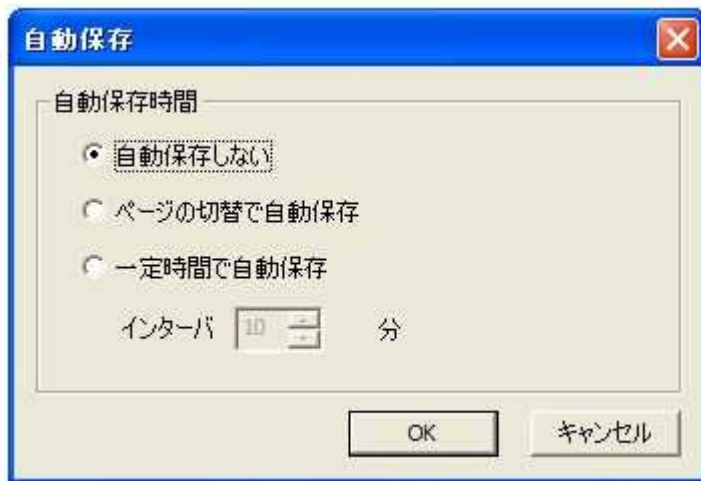 自動保存
自動保存時間
自動保存しない
ページの切替で自動保存
一定時間で自動保存
インターバ 10 分
OK キャンセル